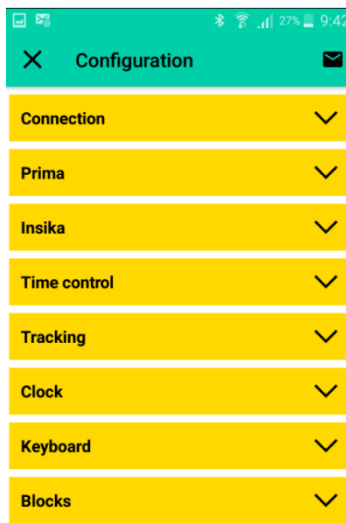 27% 9:42
Configuration
Connection
Prima
Insika
Time control
Tracking
Clock
Keyboard
Blocks